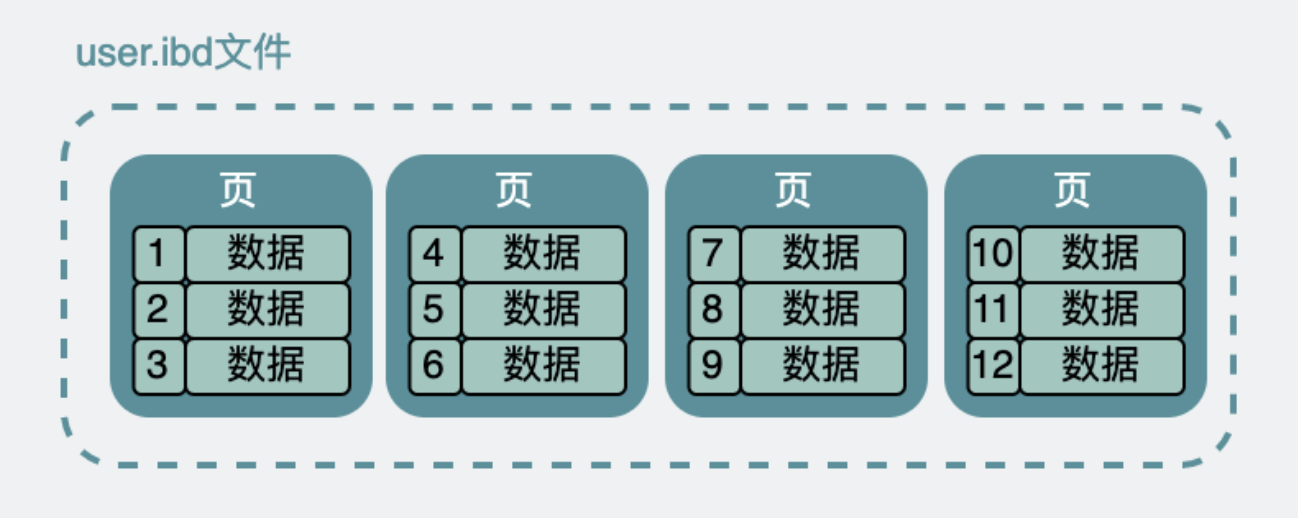 user.ibd文件
页 页 页 页
1 数据 4 数据 7 数据 10 数据
2 数据 5 数据 8 数据 11 数据
3 数据 6 数据 9 数据 12 数据